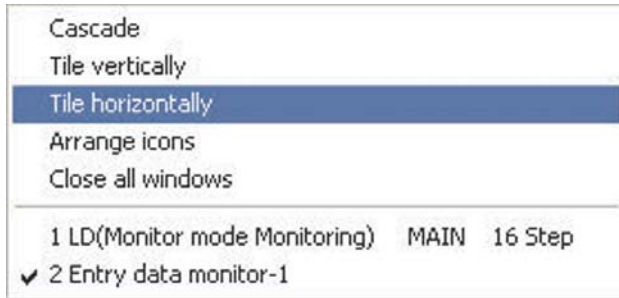 Cascade
Tile vertically
Tile horizontally
Arrange icons
Close all windows
1 LD(Monitor mode Monitoring) MAIN 16 Step
✔ 2 Entry data monitor-1